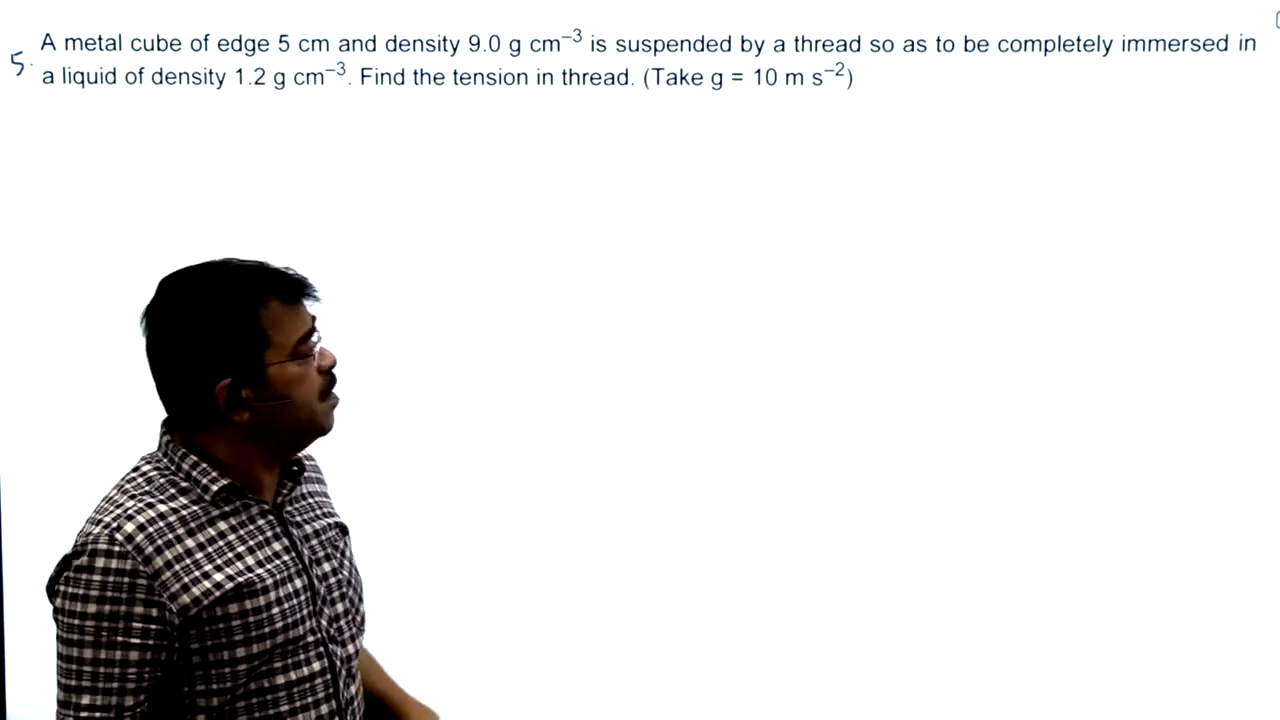 5. A metal cube of edge 5 cm and density 9.0 g cm⁻³ is suspended by a thread so as to be completely immersed in
a liquid of density 1.2 g cm⁻³. Find the tension in thread. (Take g = 10 m s⁻²)